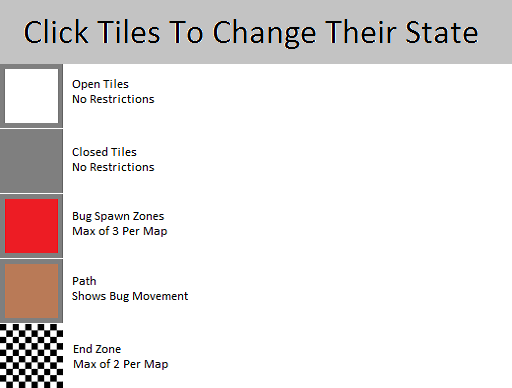 Click Tiles To Change Their State
Open Tiles
No Restrictions
Closed Tiles
No Restrictions
Bug Spawn Zones
Max of 3 Per Map
Path
Shows Bug Movement
End Zone
Max of 2 Per Map